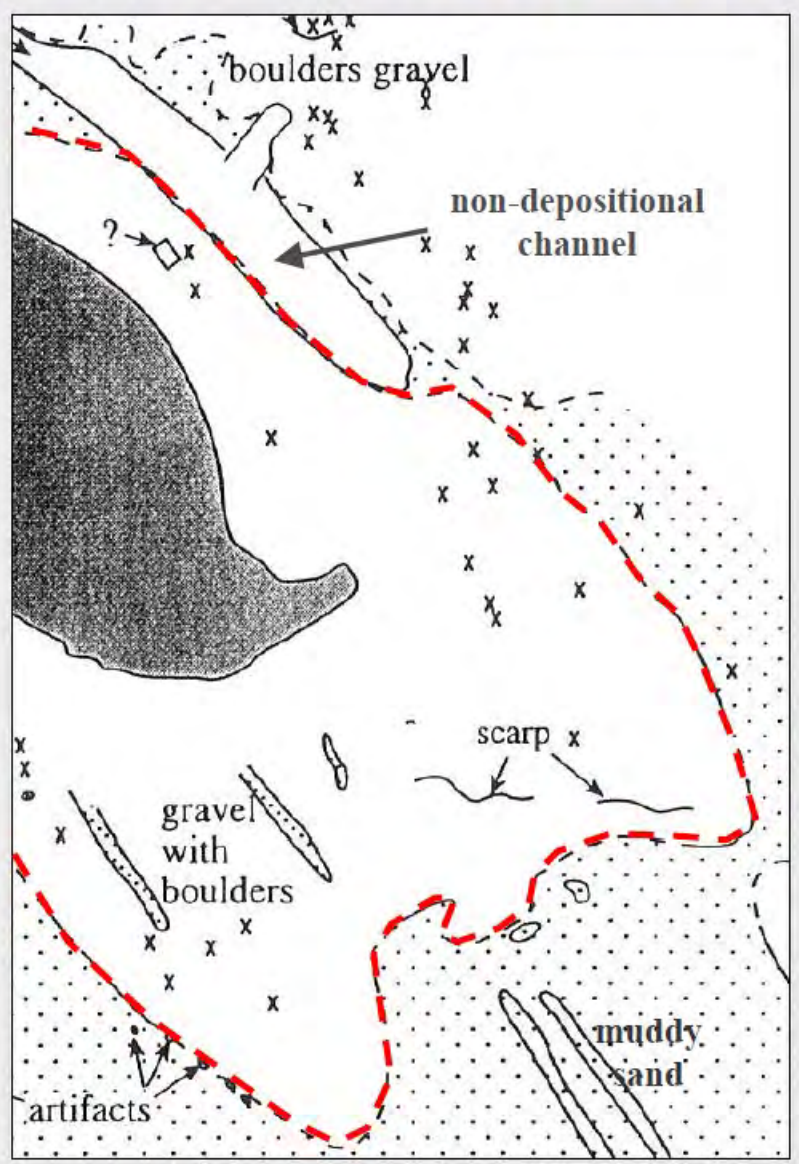 boulders gravel
non-depositional
channel
?
scarp
gravel
with
boulders
muddy
sand
artifacts